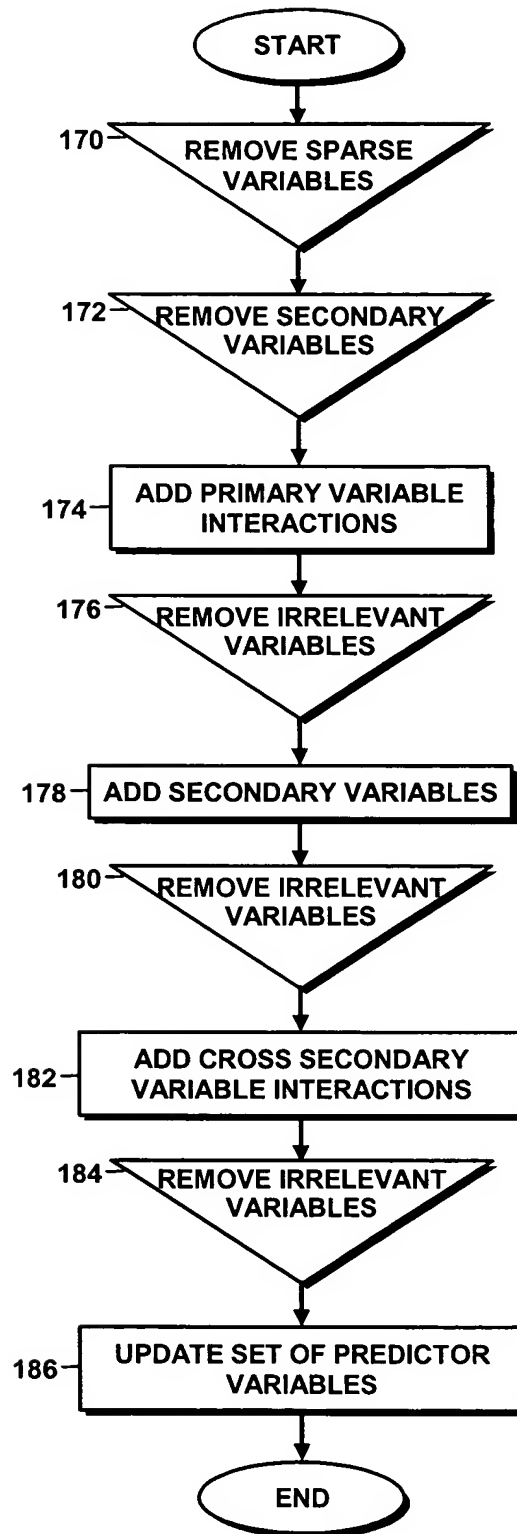 START
170
REMOVE SPARSE
VARIABLES
172
REMOVE SECONDARY
VARIABLES
174
ADD PRIMARY VARIABLE
INTERACTIONS
176
REMOVE IRRELEVANT
VARIABLES
178
ADD SECONDARY VARIABLES
180
REMOVE IRRELEVANT
VARIABLES
182
ADD CROSS SECONDARY
VARIABLE INTERACTIONS
184
REMOVE IRRELEVANT
VARIABLES
186
UPDATE SET OF PREDICTOR
VARIABLES
END